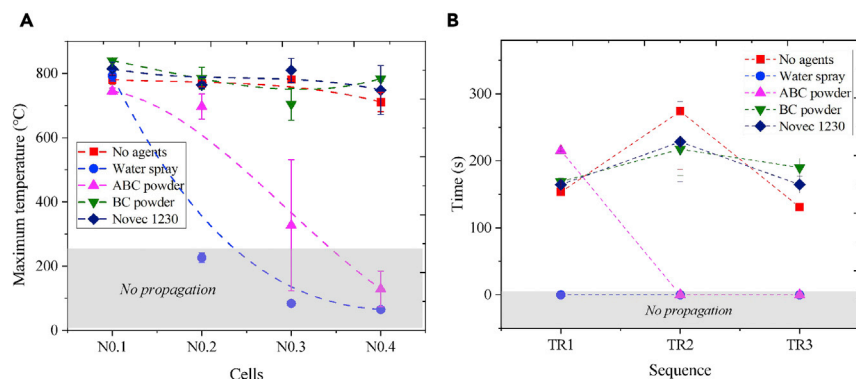 A
Maximum temperature (°C)
1000
800
600
400
200
0
No agents
Water spray
ABC powder
BC powder
Novec 1230
No propagation
N0.1 N0.2 N0.3 N0.4
Cells
B
Time (s)
300
200
100
0
No agents
Water spray
ABC powder
BC powder
Novec 1230
No propagation
TR1 TR2 TR3
Sequence